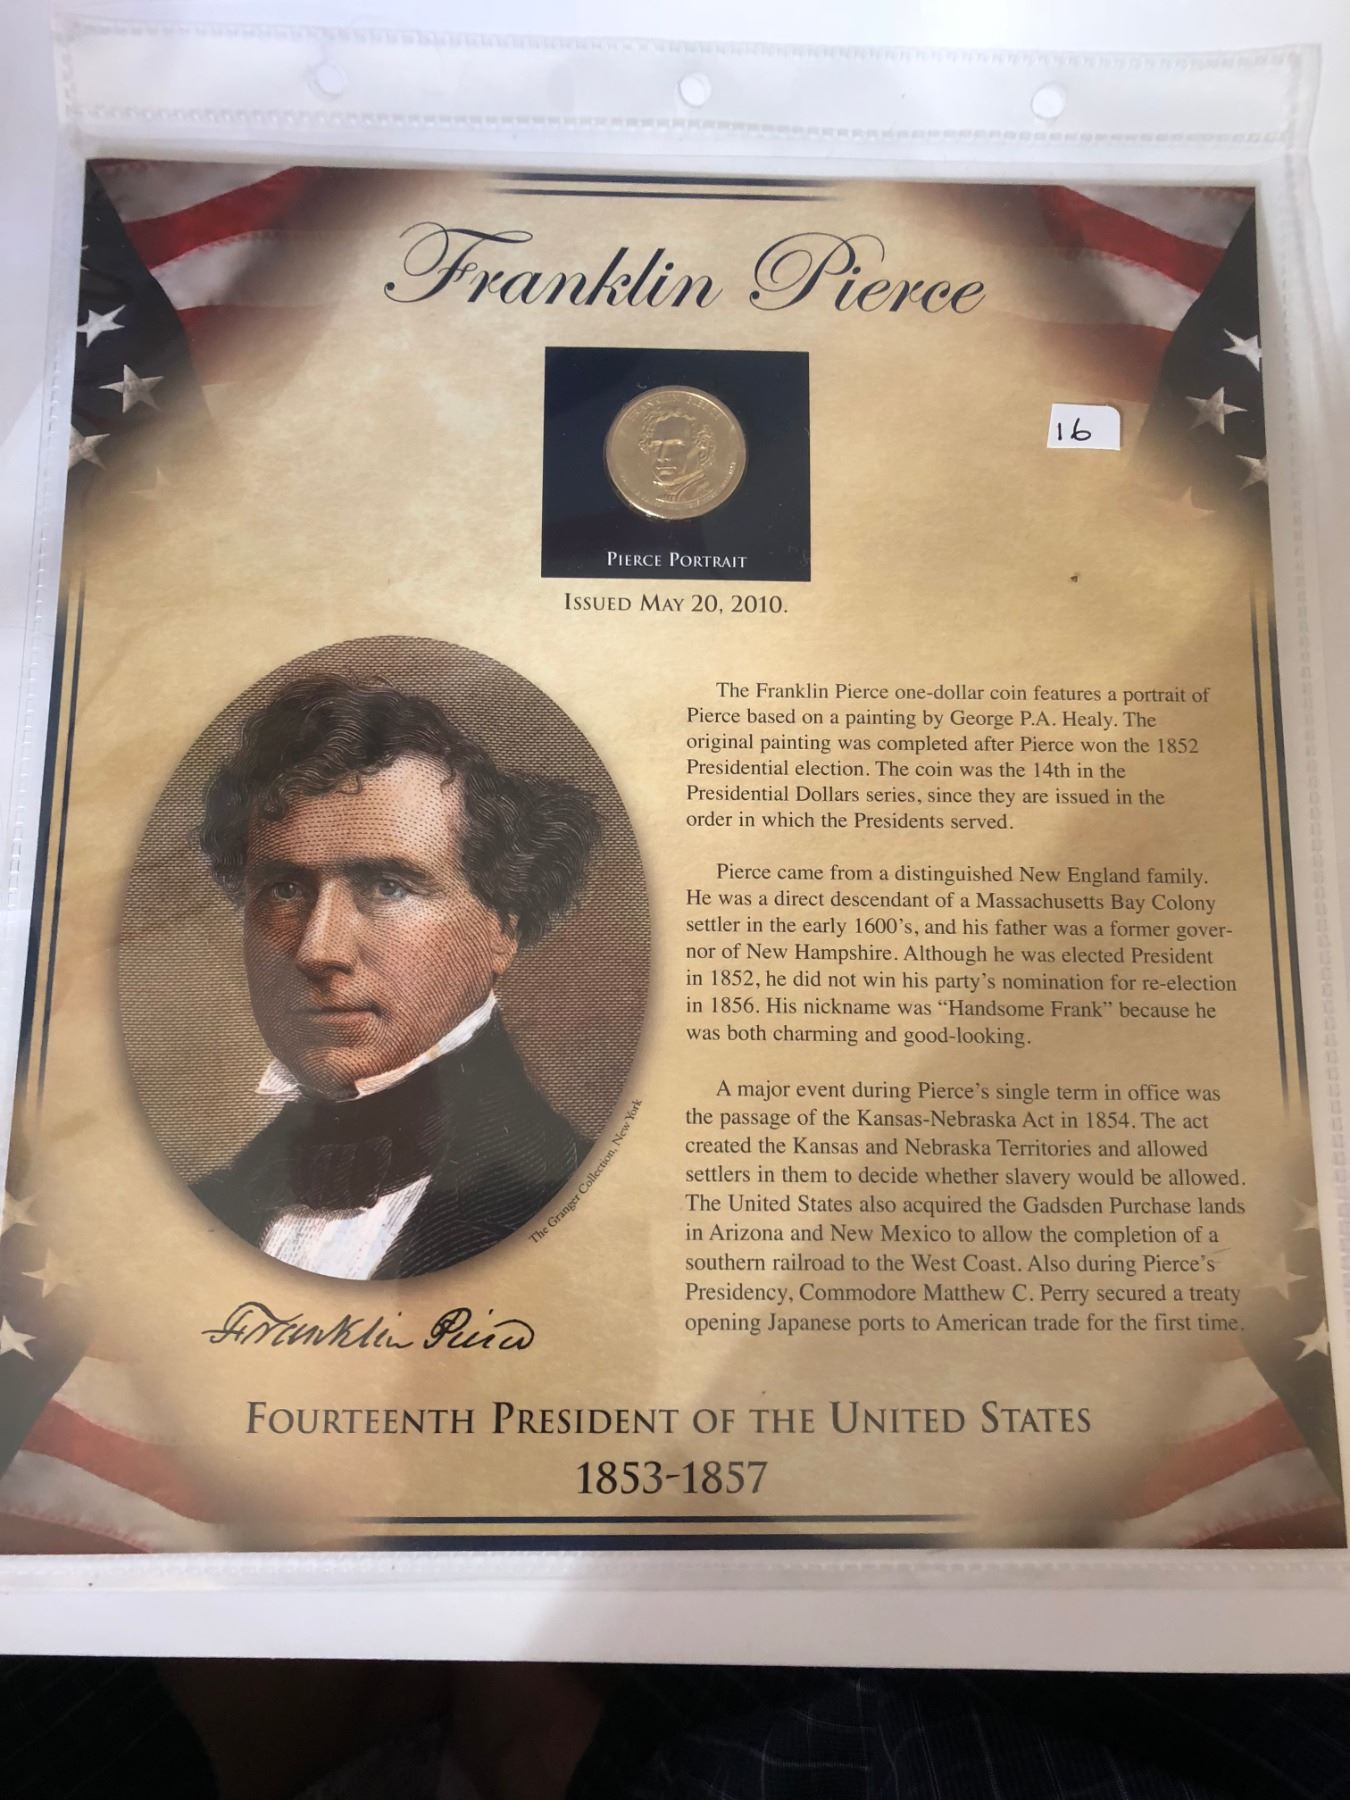 Franklin Pierce
16
FRANKLIN PIERCE
PIERCE PORTRAIT
ISSUED MAY 20, 2010.
The Franklin Pierce one-dollar coin features a portrait of
Pierce based on a painting by George P.A. Healy. The
original painting was completed after Pierce won the 1852
Presidential election. The coin was the 14th in the
Presidential Dollars series, since they are issued in the
order in which the Presidents served.
Pierce came from a distinguished New England family.
He was a direct descendant of a Massachusetts Bay Colony
settler in the early 1600's, and his father was a former gover-
nor of New Hampshire. Although he was elected President
in 1852, he did not win his party's nomination for re-election
in 1856. His nickname was “Handsome Frank” because he
was both charming and good-looking.
A major event during Pierce's single term in office was
the passage of the Kansas-Nebraska Act in 1854. The act
created the Kansas and Nebraska Territories and allowed
settlers in them to decide whether slavery would be allowed.
The United States also acquired the Gadsden Purchase lands
in Arizona and New Mexico to allow the completion of a
southern railroad to the West Coast. Also during Pierce's
Presidency, Commodore Matthew C. Perry secured a treaty
opening Japanese ports to American trade for the first time.
The Granger Collection, New York
Franklin Pierce
FOURTEENTH PRESIDENT OF THE UNITED STATES
1853-1857